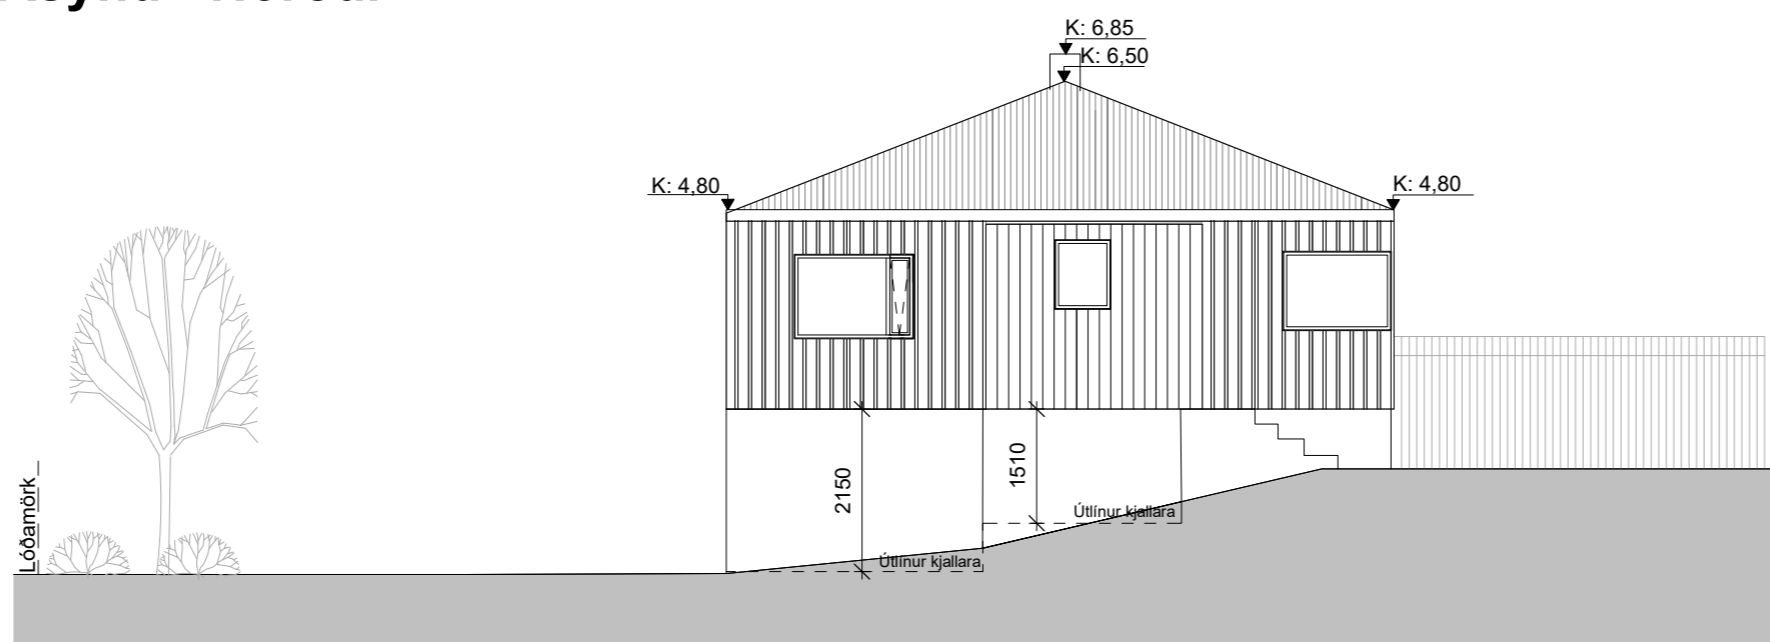 K: 6,85
K: 6,50
K: 4,80
K: 4,80
Lóðamörk
2150
1510
Útlínur kjallara
Útlínur kjallara